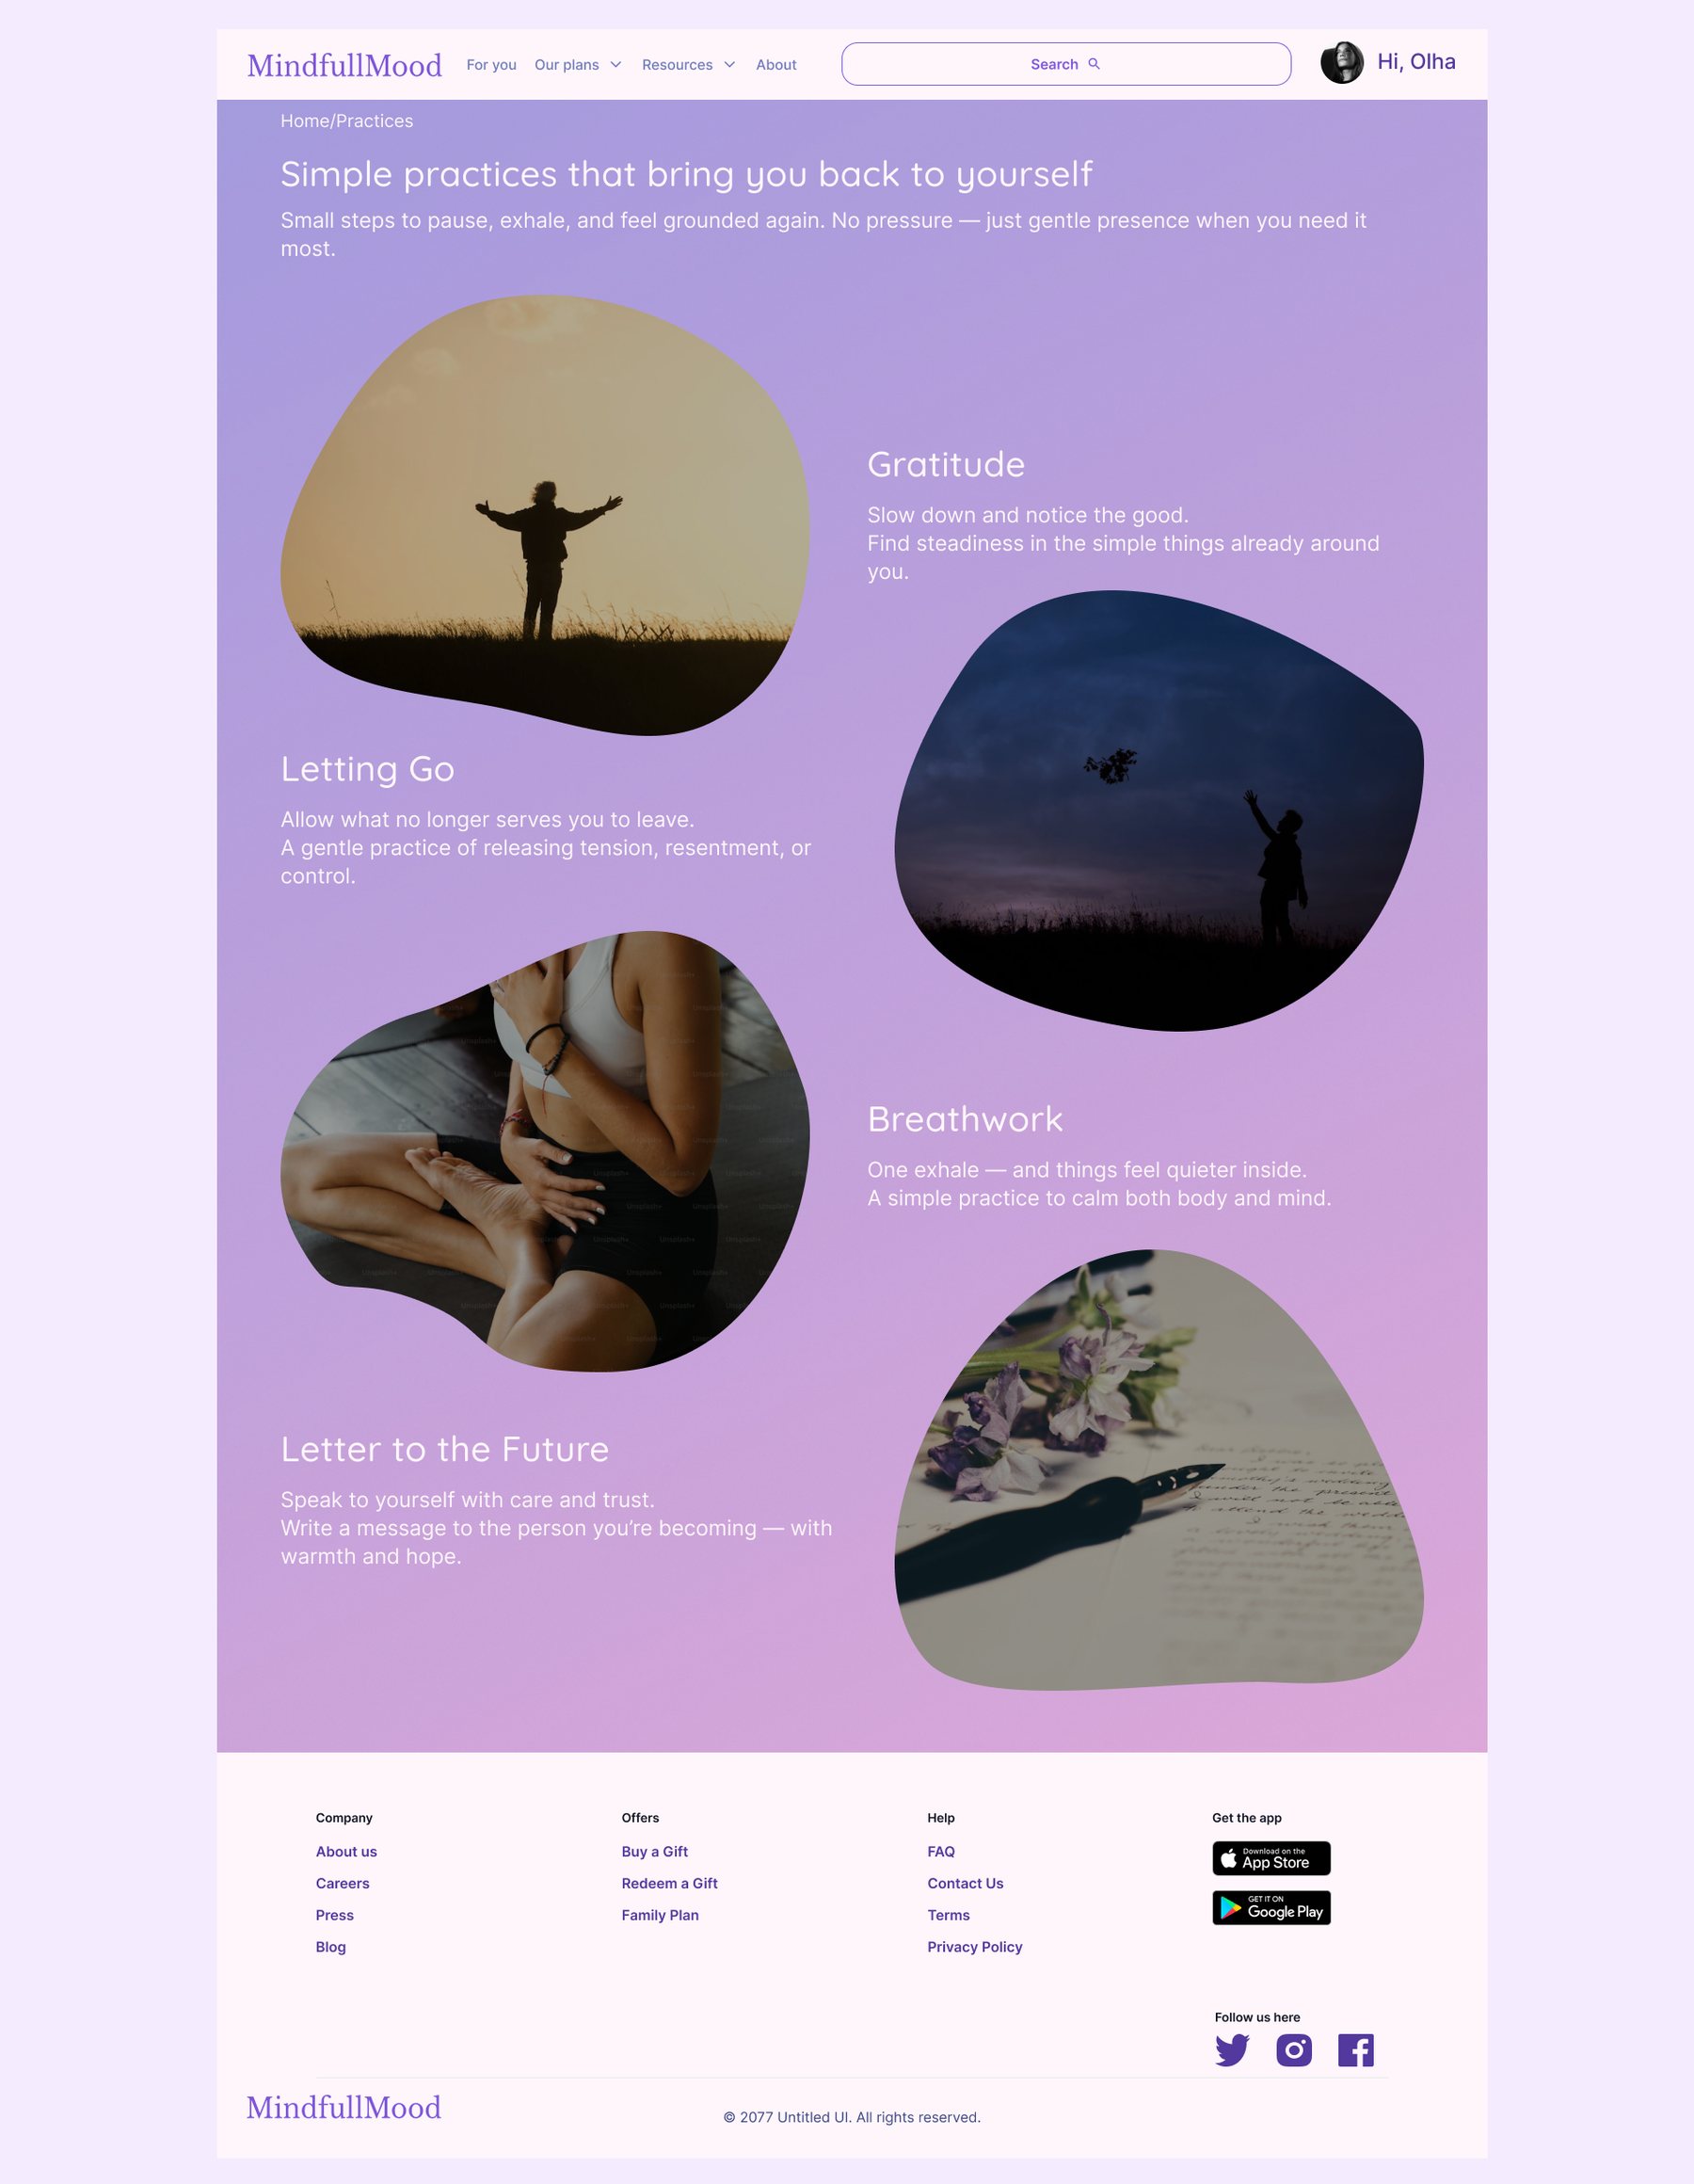 MindfullMood
For you
Our plans
Resources
About
Search
Hi, Olha
Home/Practices
Simple practices that bring you back to yourself
Small steps to pause, exhale, and feel grounded again. No pressure — just gentle presence when you need it
most.
Gratitude
Slow down and notice the good.
Find steadiness in the simple things already around
you.
Letting Go
Allow what no longer serves you to leave.
A gentle practice of releasing tension, resentment, or
control.
Breathwork
One exhale — and things feel quieter inside.
A simple practice to calm both body and mind.
Letter to the Future
Speak to yourself with care and trust.
Write a message to the person you’re becoming — with
warmth and hope.
Company
About us
Careers
Press
Blog
Offers
Buy a Gift
Redeem a Gift
Family Plan
Help
FAQ
Contact Us
Terms
Privacy Policy
Get the app
Download on the
App Store
GET IT ON
Google Play
Follow us here
MindfullMood
© 2077 Untitled UI. All rights reserved.